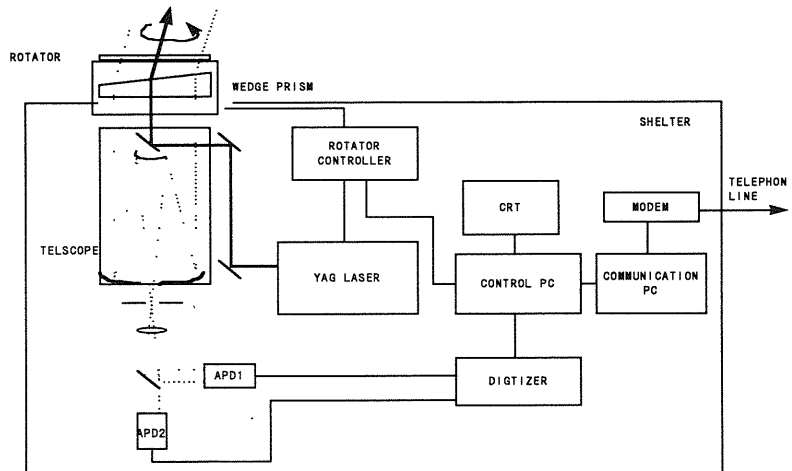 ROTATOR
WEDGE PRISM
SHELTER
ROTATOR
CONTROLLER
TELEPHON
LINE
CRT
MODEM
TELSCOPE
YAG LASER
CONTROL PC
COMMUNICATION
PC
APD1
DIGTIZER
APD2